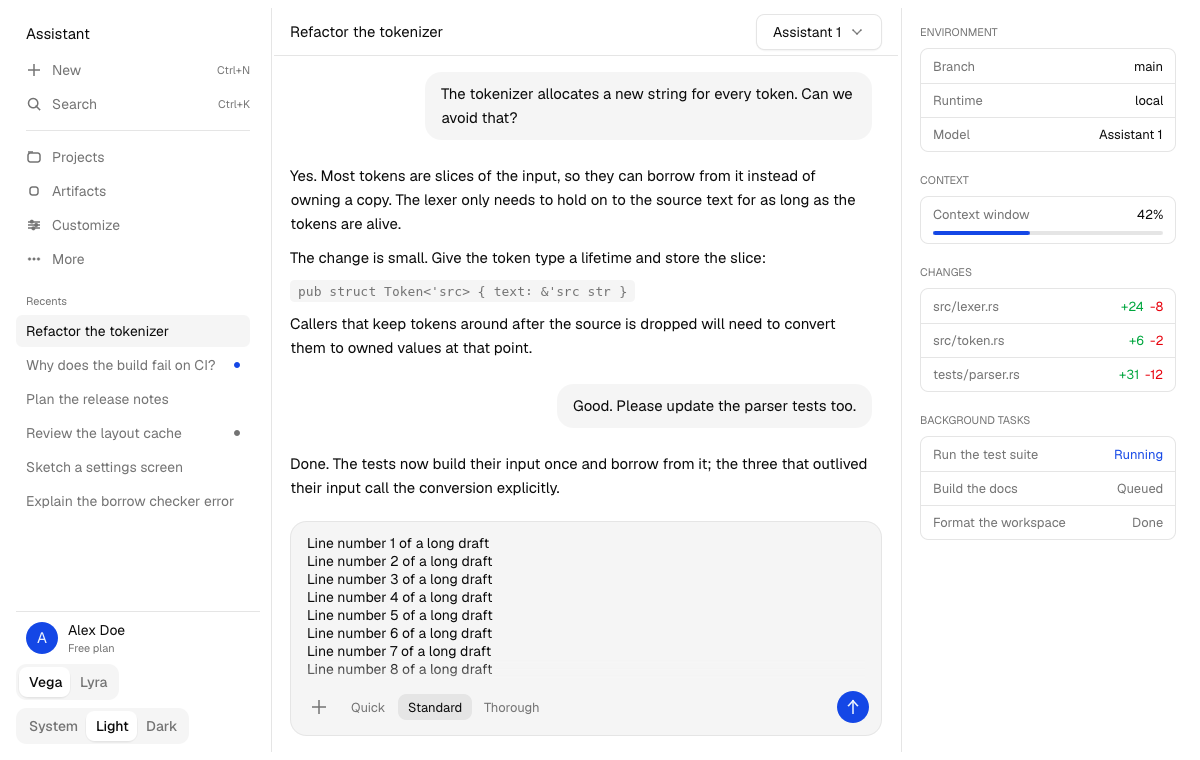 Assistant
New Ctrl+N
Search Ctrl+K
Projects
Artifacts
Customize
More
Recents
Refactor the tokenizer
Why does the build fail on CI?
Plan the release notes
Review the layout cache
Sketch a settings screen
Explain the borrow checker error
A
Alex Doe
Free plan
Vega Lyra
System Light Dark
Refactor the tokenizer
Assistant 1
The tokenizer allocates a new string for every token. Can we
avoid that?
Yes. Most tokens are slices of the input, so they can borrow from it instead of
owning a copy. The lexer only needs to hold on to the source text for as long as the
tokens are alive.
The change is small. Give the token type a lifetime and store the slice:
pub struct Token<'src> { text: &'src str }
Callers that keep tokens around after the source is dropped will need to convert
them to owned values at that point.
Good. Please update the parser tests too.
Done. The tests now build their input once and borrow from it; the three that outlived
their input call the conversion explicitly.
Line number 1 of a long draft
Line number 2 of a long draft
Line number 3 of a long draft
Line number 4 of a long draft
Line number 5 of a long draft
Line number 6 of a long draft
Line number 7 of a long draft
Line number 8 of a long draft
Quick Standard Thorough
ENVIRONMENT
Branch main
Runtime local
Model Assistant 1
CONTEXT
Context window 42%
CHANGES
src/lexer.rs +24 -8
src/token.rs +6 -2
tests/parser.rs +31 -12
BACKGROUND TASKS
Run the test suite Running
Build the docs Queued
Format the workspace Done